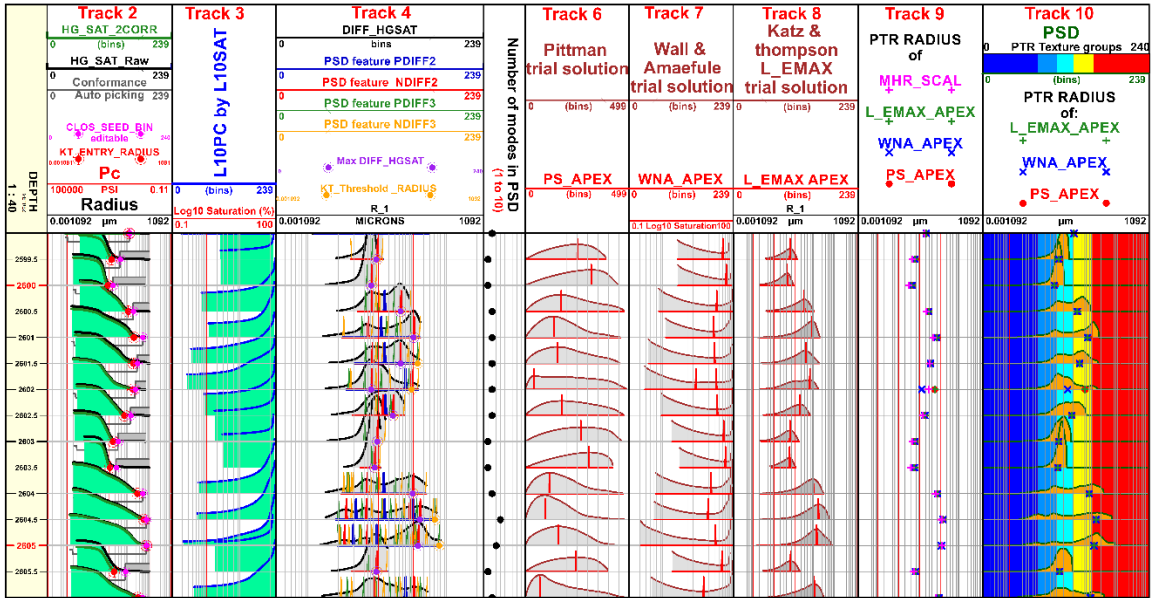 DEPTH
1 : 40
Track 2
HG_SAT_2CORR
0 (bins) 239
HG_SAT_Raw
0 239
Conformance
0 239
Auto picking
CLOS_SEED_BIN
editable
240
KT_ENTRY_RADIUS
0.001091 1091
Pc
100000 PSI 0.11
Radius
0.001092 µm 1092
Track 3
L10PC by L10SAT
0 (bins) 239
Log10 Saturation (%)
0.1 100
Track 4
DIFF_HGSAT
0 bins 239
PSD feature PDIFF2
0 239
PSD feature NDIFF2
0 239
PSD feature PDIFF3
0 239
PSD feature NDIFF3
0 239
Max DIFF_HGSAT
0 240
KT_Threshold_RADIUS
0.001092 1092
R_1
0.001092 MICRONS 1092
Number of modes in PSD
(1 to 10)
Track 6
Pittman
trial solution
0 (bins) 499
PS_APEX
Track 7
Wall &
Amaefule
trial solution
0 (bins) 239
WNA_APEX
0.1 Log10 Saturation100
Track 8
Katz &
thompson
L_EMAX
trial solution
0 (bins) 239
L_EMAX APEX
R_1
0.001092 µm 1092
Track 9
PTR RADIUS
of:
MHR_SCAL
L_EMAX_APEX
WNA_APEX
PS_APEX
0.001092 µm 1092
Track 10
PSD
0 PTR Texture groups 240
0 (bins) 239
PTR RADIUS
of:
L_EMAX_APEX
WNA_APEX
PS_APEX
0.001092 µm 1092
2599.5
2600
2600.5
2601
2601.5
2602
2602.5
2603
2603.5
2604
2604.5
2605
2605.5